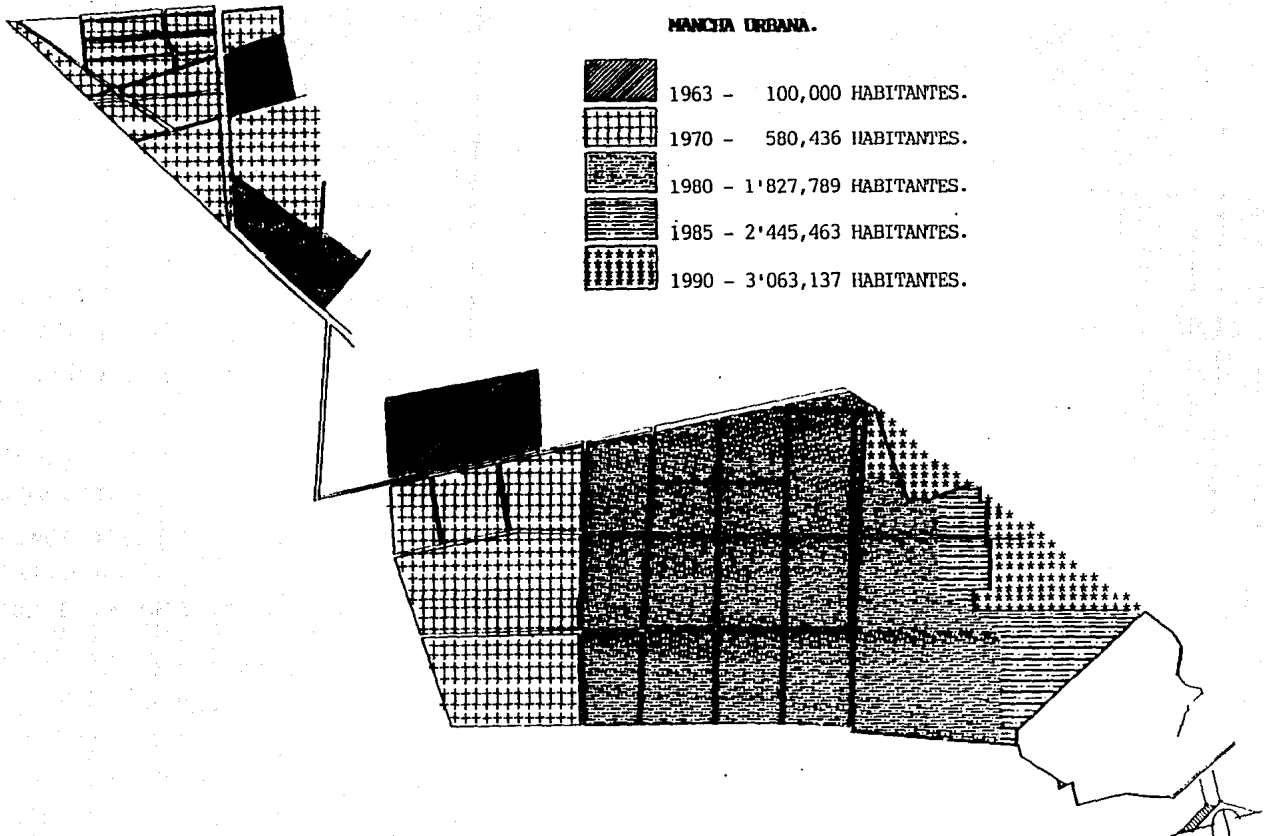 MANCHA URBANA.
1963 - 100,000 HABITANTES.
1970 - 580,436 HABITANTES.
1980 - 1'827,789 HABITANTES.
1985 - 2'445,463 HABITANTES.
1990 - 3'063,137 HABITANTES.